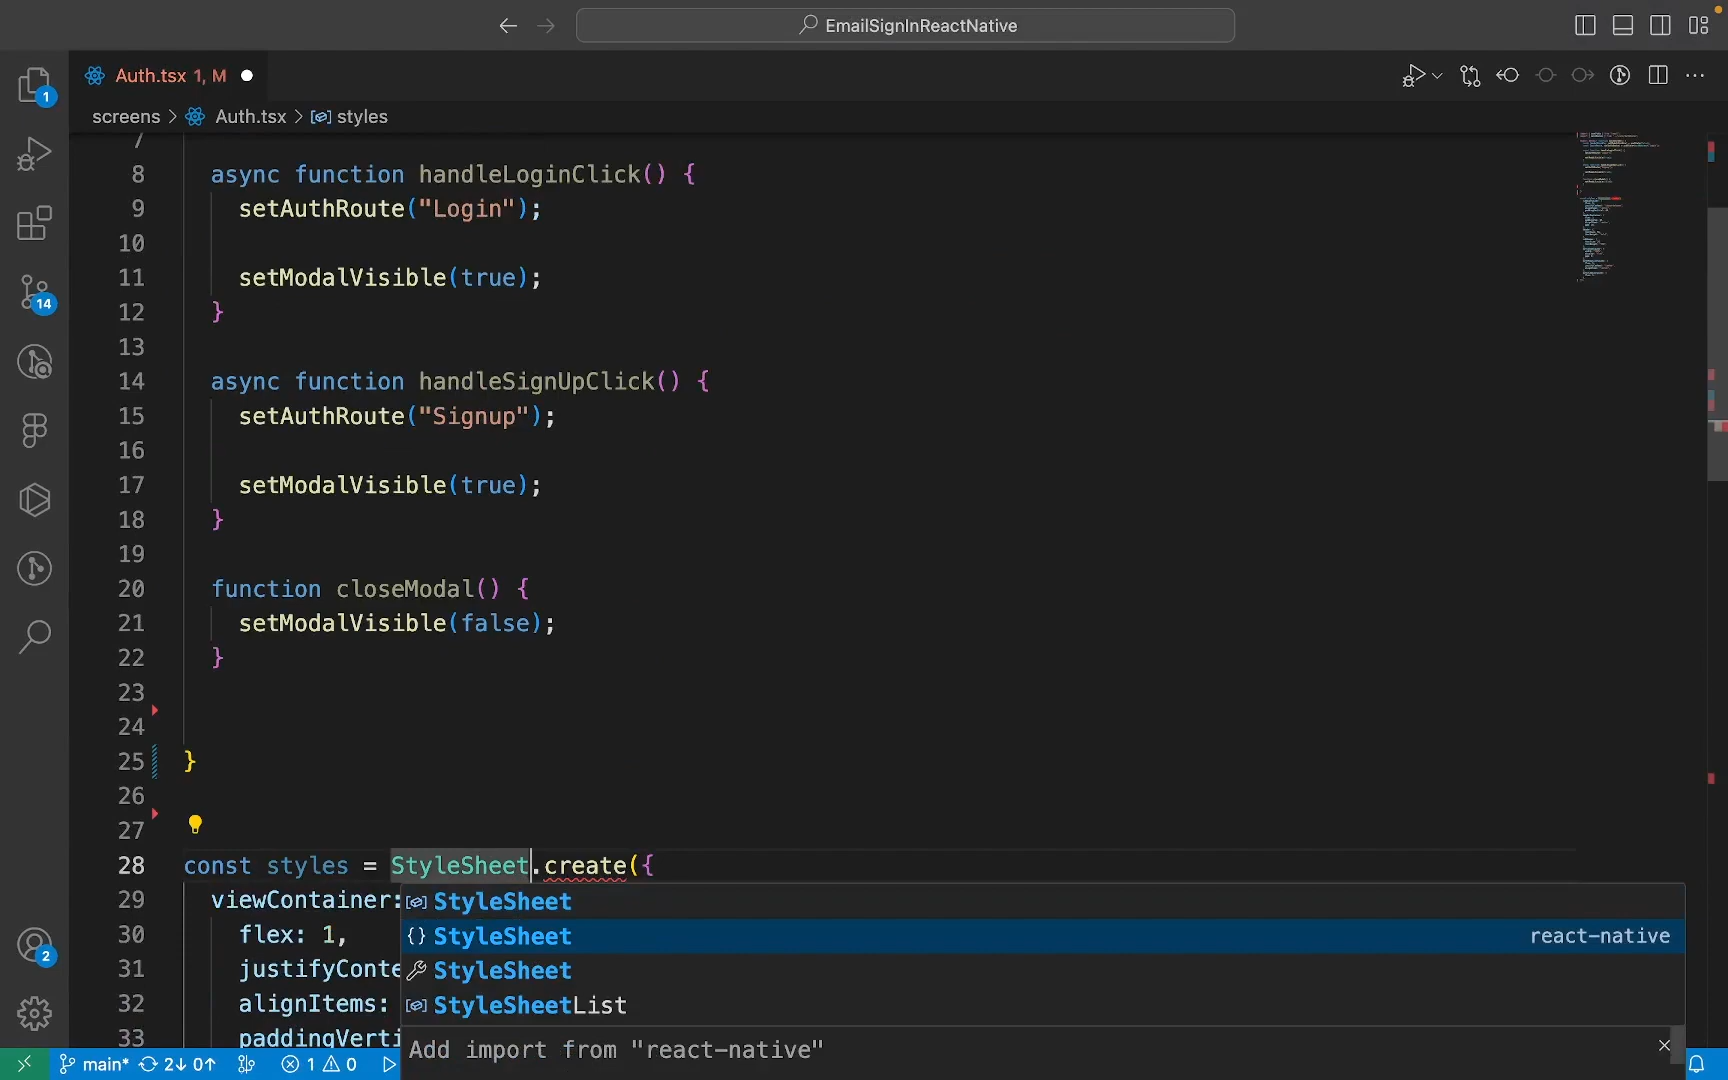 EmailSignInReactNative
Auth.tsx 1, M
screens > Auth.tsx > styles
1
14
2
7
8 async function handleLoginClick() {
9 setAuthRoute("Login");
10
11 setModalVisible(true);
12 }
13
14 async function handleSignUpClick() {
15 setAuthRoute("Signup");
16
17 setModalVisible(true);
18 }
19
20 function closeModal() {
21 setModalVisible(false);
22 }
23
24
25 }
26
27
28 const styles = StyleSheet.create({
29 viewContainer:
30 flex: 1,
31 justifyConte
32 alignItems:
33 paddingVerti
StyleSheet
{} StyleSheet react-native
StyleSheet
StyleSheetList
Add import from "react-native"
main* 2↓ 0↑ 1 0